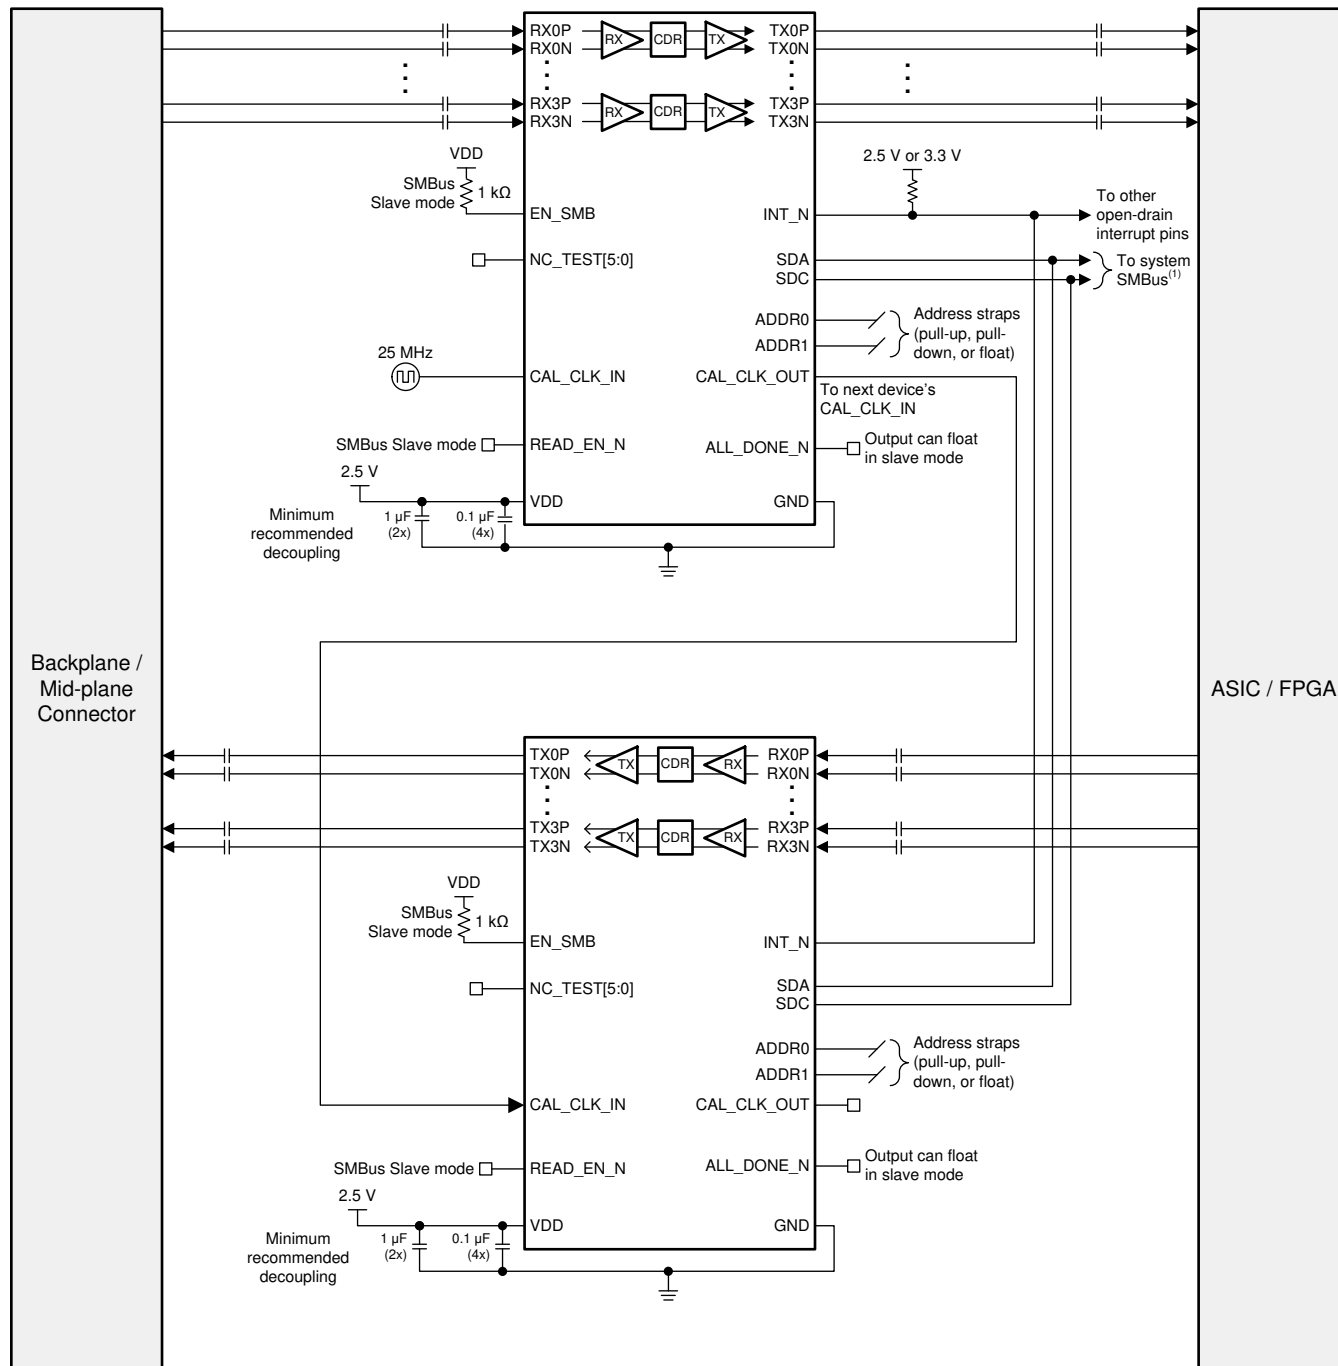 RX0P
RX0N
RX3P
RX3N
RX
CDR
TX
RX
CDR
TX
TX0P
TX0N
TX3P
TX3N
VDD
SMBus
Slave mode
1 kΩ
EN_SMB
NC_TEST[5:0]
25 MHz
CAL_CLK_IN
SMBus Slave mode
READ_EN_N
2.5 V
VDD
Minimum
recommended
decoupling
1 µF
(2x)
0.1 µF
(4x)
2.5 V or 3.3 V
INT_N
To other
open-drain
interrupt pins
SDA
SDC
To system
SMBus(1)
ADDR0
ADDR1
Address straps
(pull-up, pull-
down, or float)
CAL_CLK_OUT
To next device's
CAL_CLK_IN
ALL_DONE_N
Output can float
in slave mode
GND
Backplane /
Mid-plane
Connector
ASIC / FPGA
TX0P
TX0N
TX3P
TX3N
TX
CDR
RX
TX
CDR
RX
RX0P
RX0N
RX3P
RX3N
VDD
SMBus
Slave mode
1 kΩ
EN_SMB
NC_TEST[5:0]
CAL_CLK_IN
SMBus Slave mode
READ_EN_N
2.5 V
VDD
Minimum
recommended
decoupling
1 µF
(2x)
0.1 µF
(4x)
INT_N
SDA
SDC
ADDR0
ADDR1
Address straps
(pull-up, pull-
down, or float)
CAL_CLK_OUT
ALL_DONE_N
Output can float
in slave mode
GND